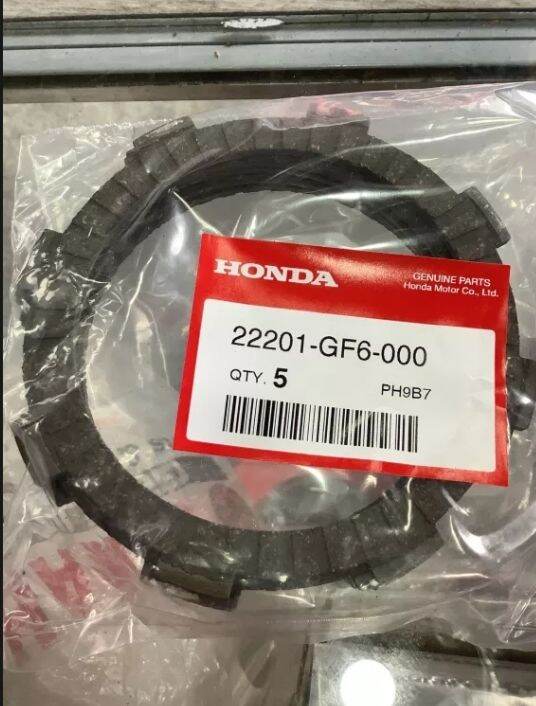 HONDA
GENUINE PARTS
Honda Motor Co., Ltd.
22201-GF6-000
QTY. 5
PH9B7